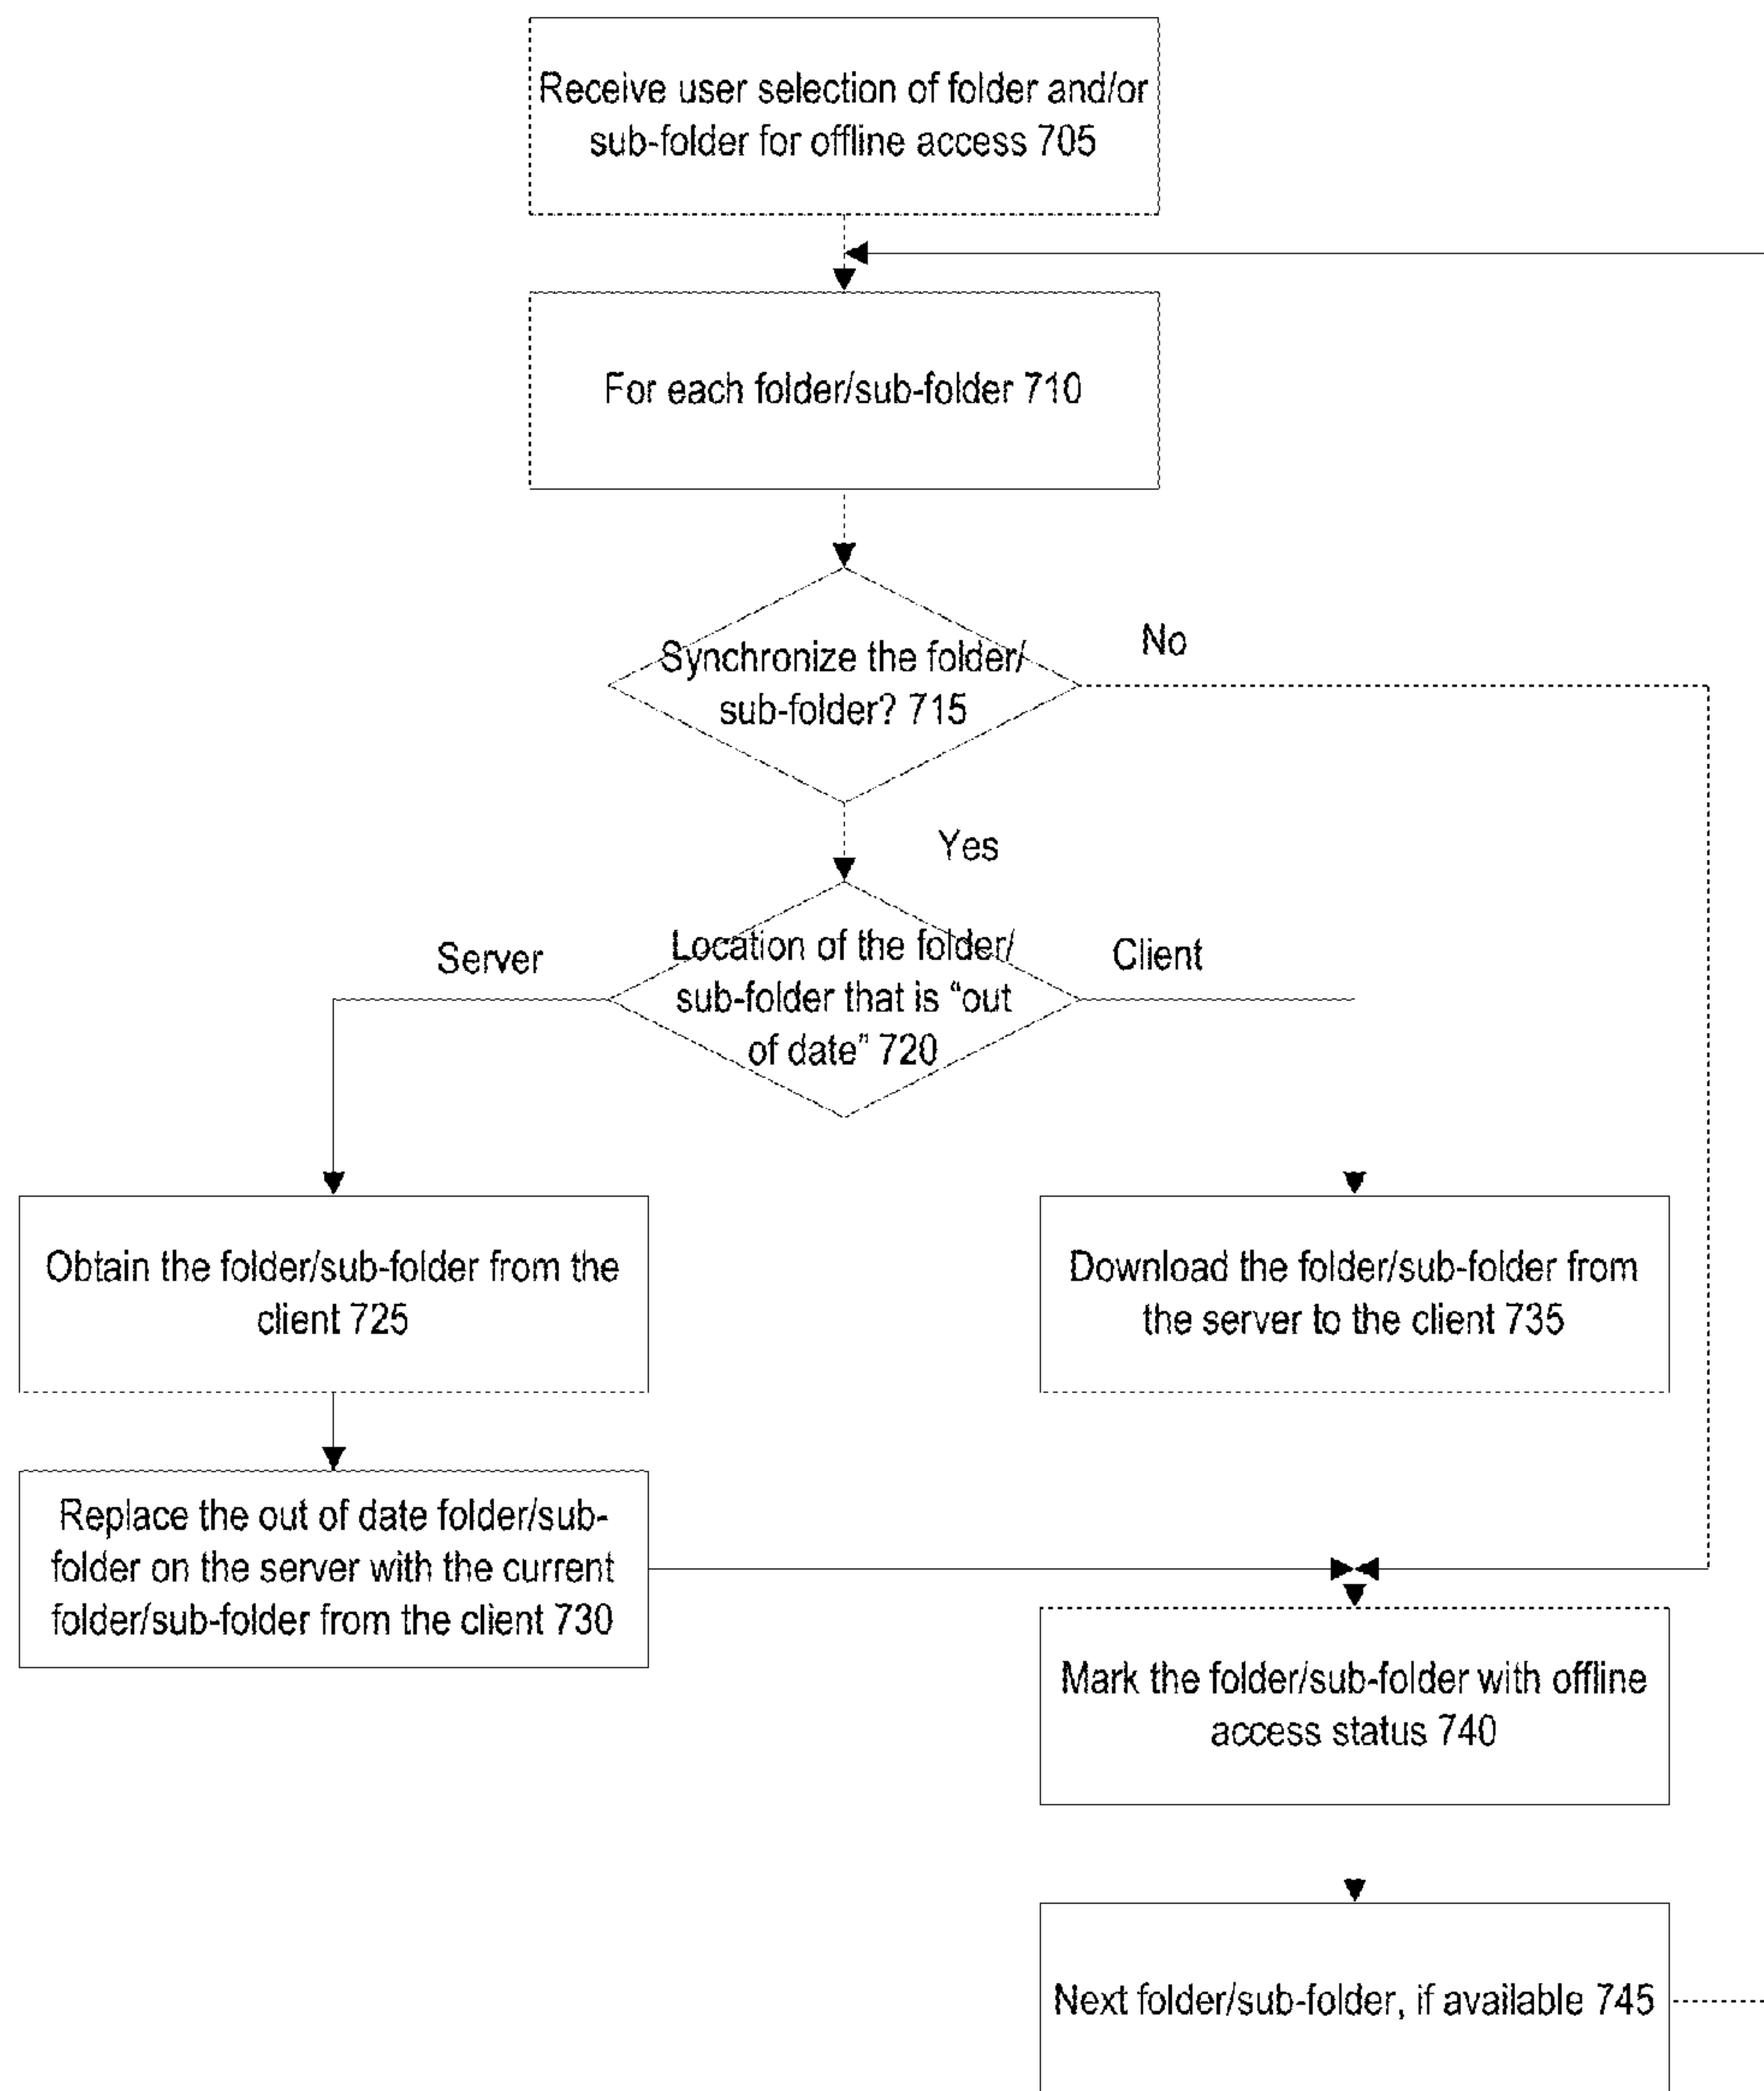 Receive user selection of folder and/or
sub-folder for offline access 705
For each folder/sub-folder 710
Synchronize the folder/
sub-folder? 715
No
Yes
Location of the folder/
sub-folder that is “out
of date” 720
Server
Client
Obtain the folder/sub-folder from the
client 725
Download the folder/sub-folder from
the server to the client 735
Replace the out of date folder/sub-
folder on the server with the current
folder/sub-folder from the client 730
Mark the folder/sub-folder with offline
access status 740
Next folder/sub-folder, if available 745